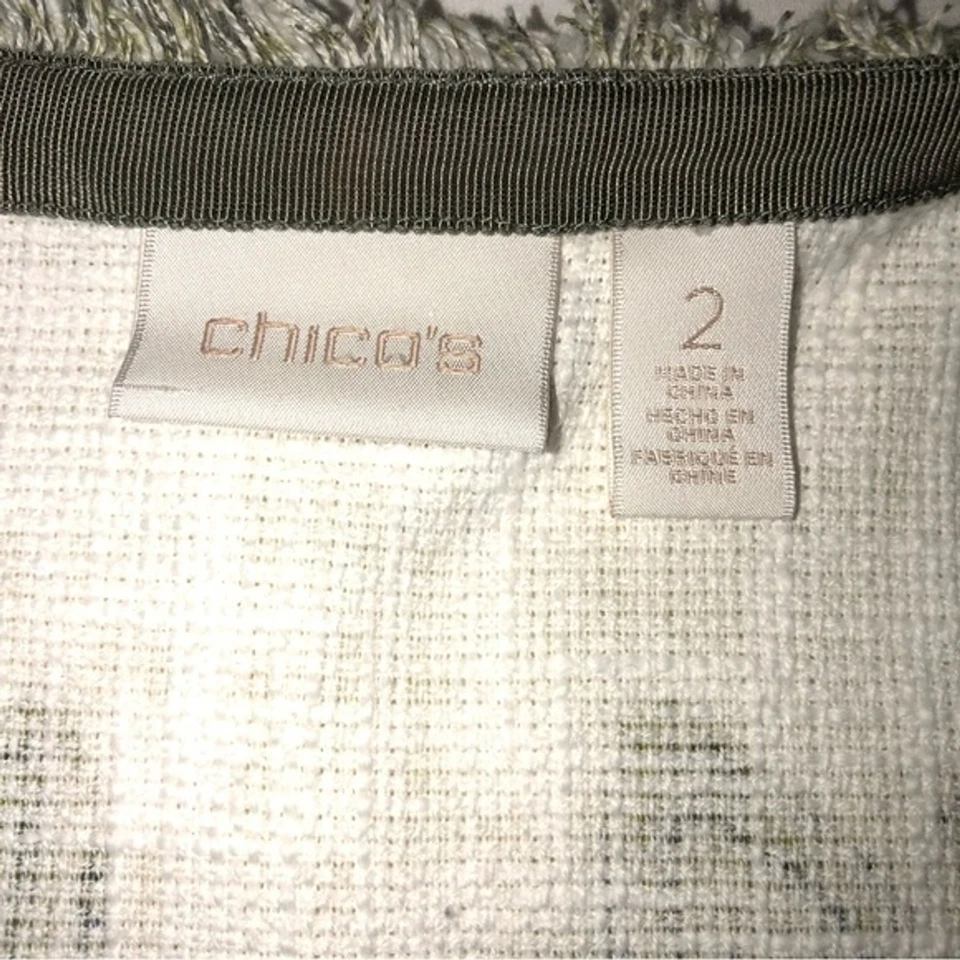 chico's
2
MADE IN
CHINA
HECHO EN
CHINA
FABRIQUÉ EN
CHINE